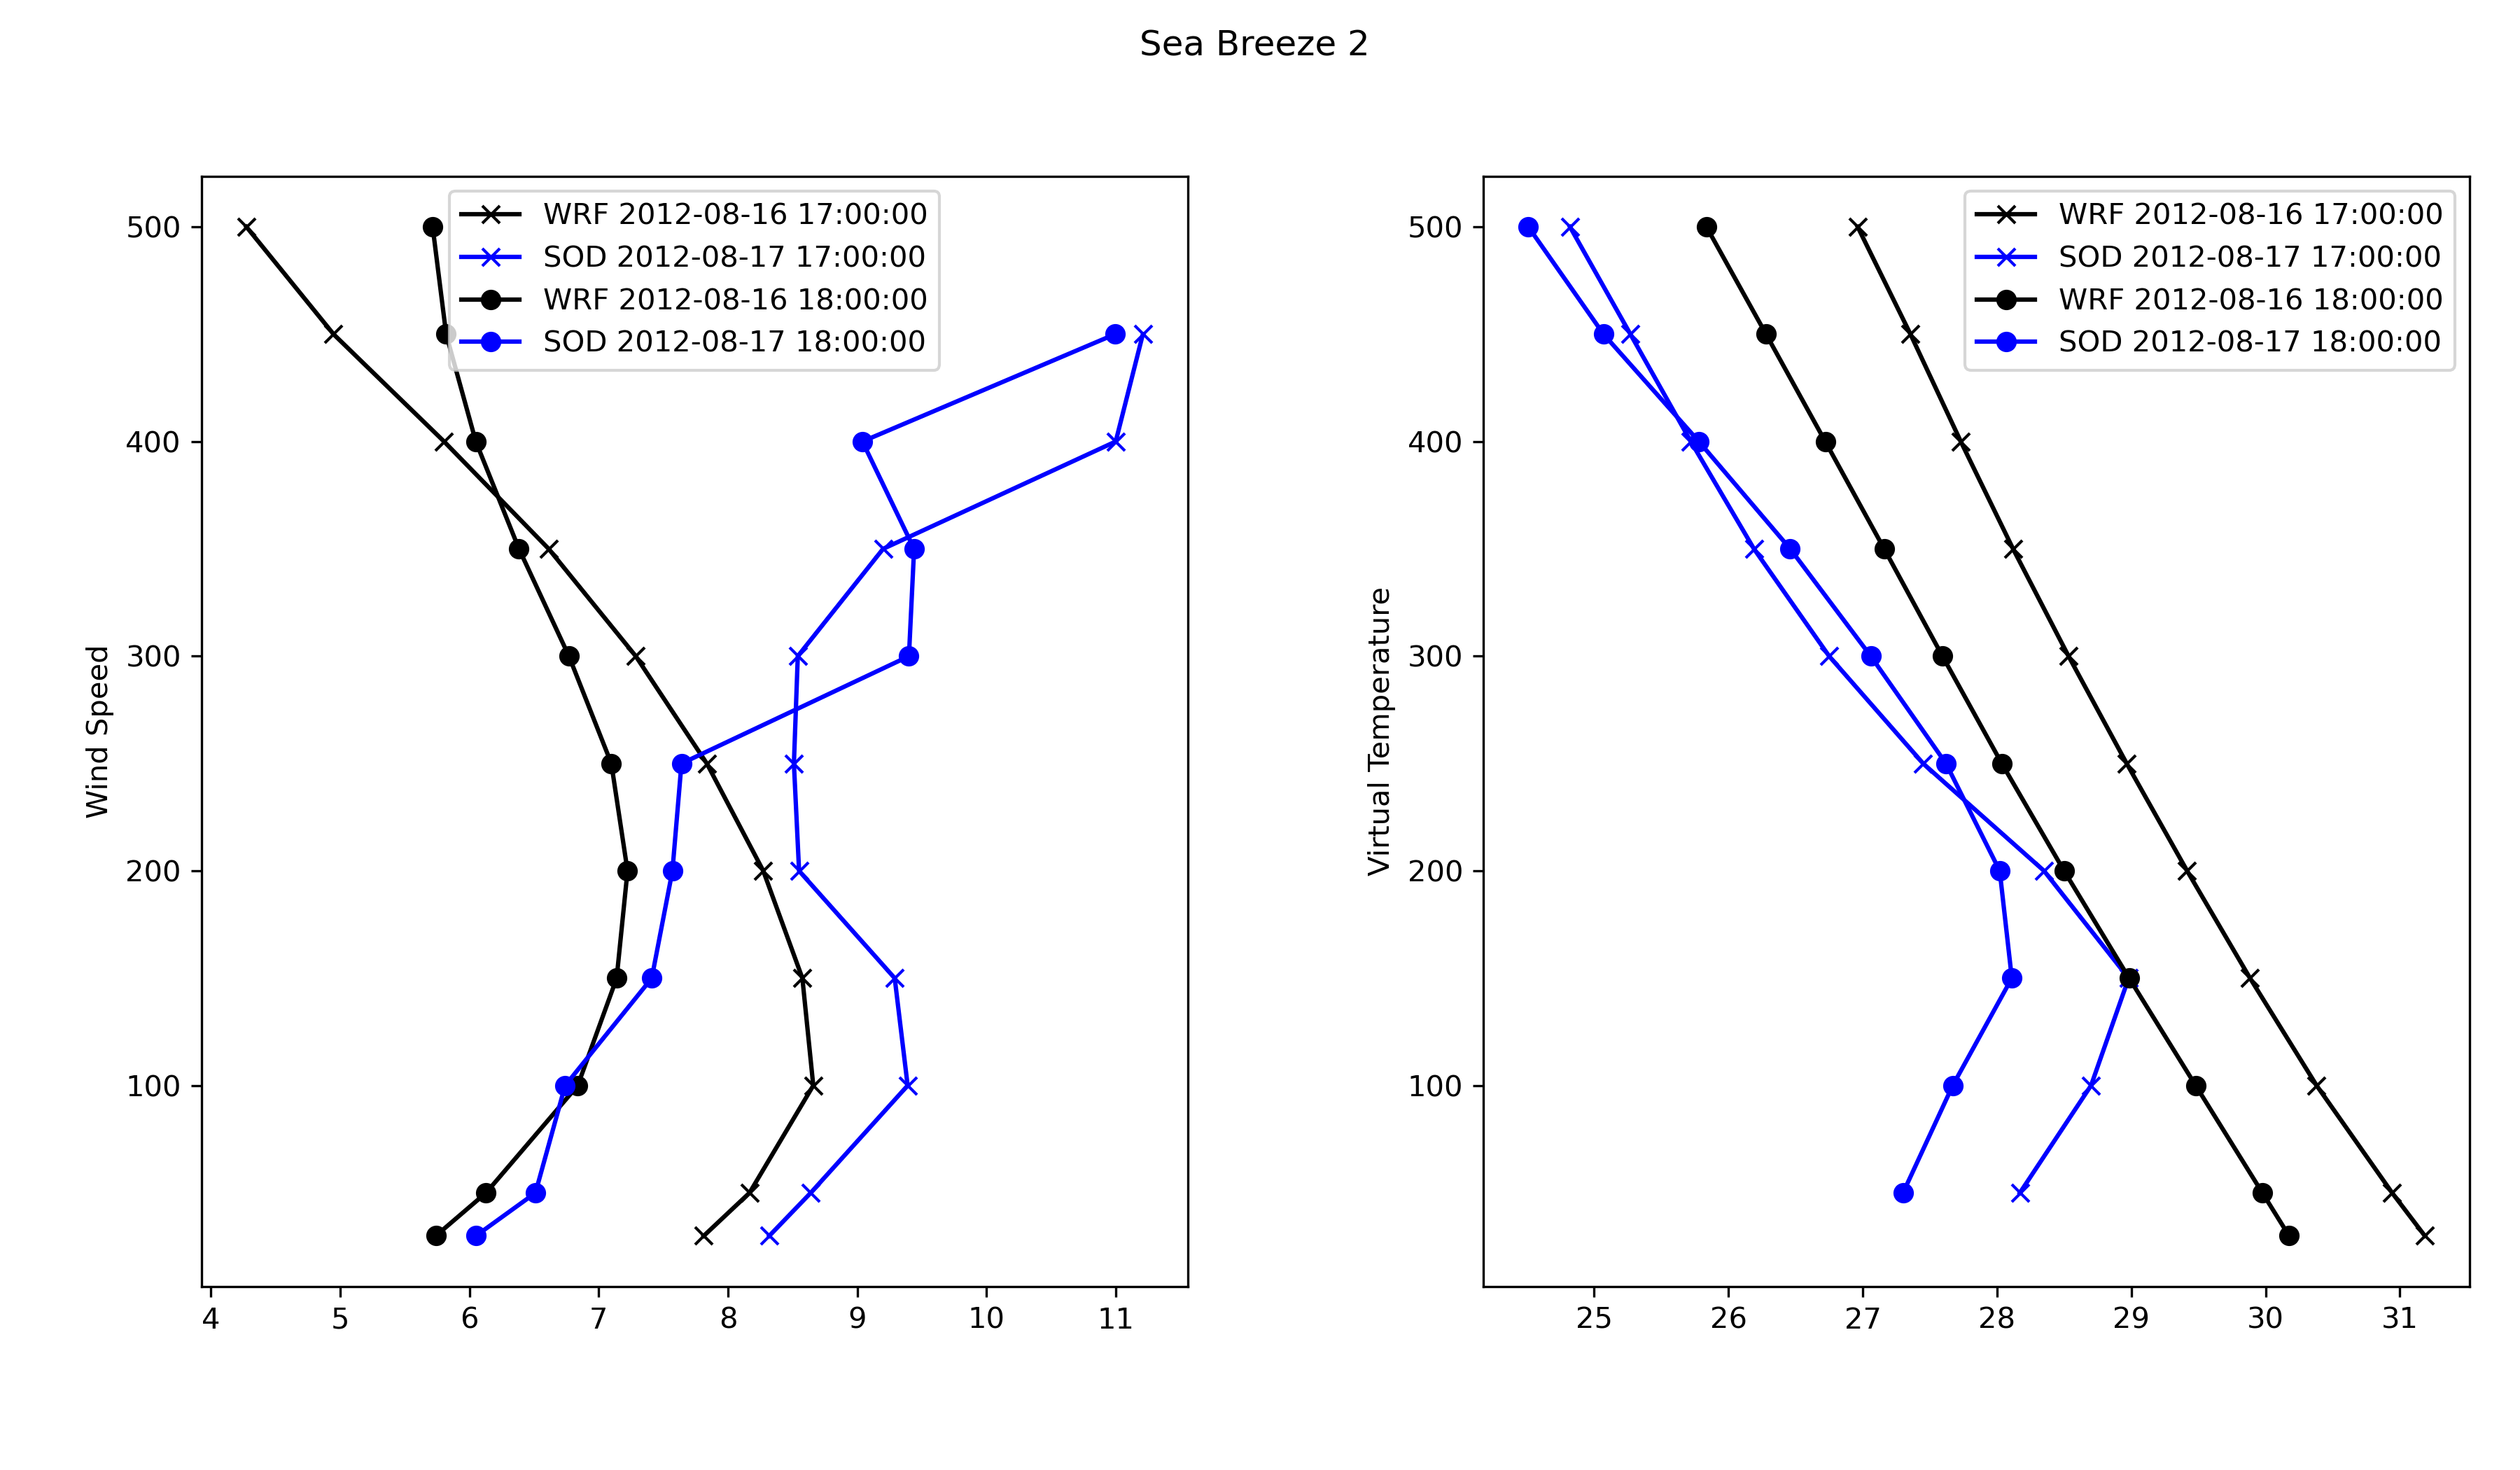 Sea Breeze 2
WRF 2012-08-16 17:00:00
SOD 2012-08-17 17:00:00
WRF 2012-08-16 18:00:00
SOD 2012-08-17 18:00:00
Wind Speed
500
400
300
200
100
4 5 6 7 8 9 10 11
WRF 2012-08-16 17:00:00
SOD 2012-08-17 17:00:00
WRF 2012-08-16 18:00:00
SOD 2012-08-17 18:00:00
Virtual Temperature
500
400
300
200
100
25 26 27 28 29 30 31